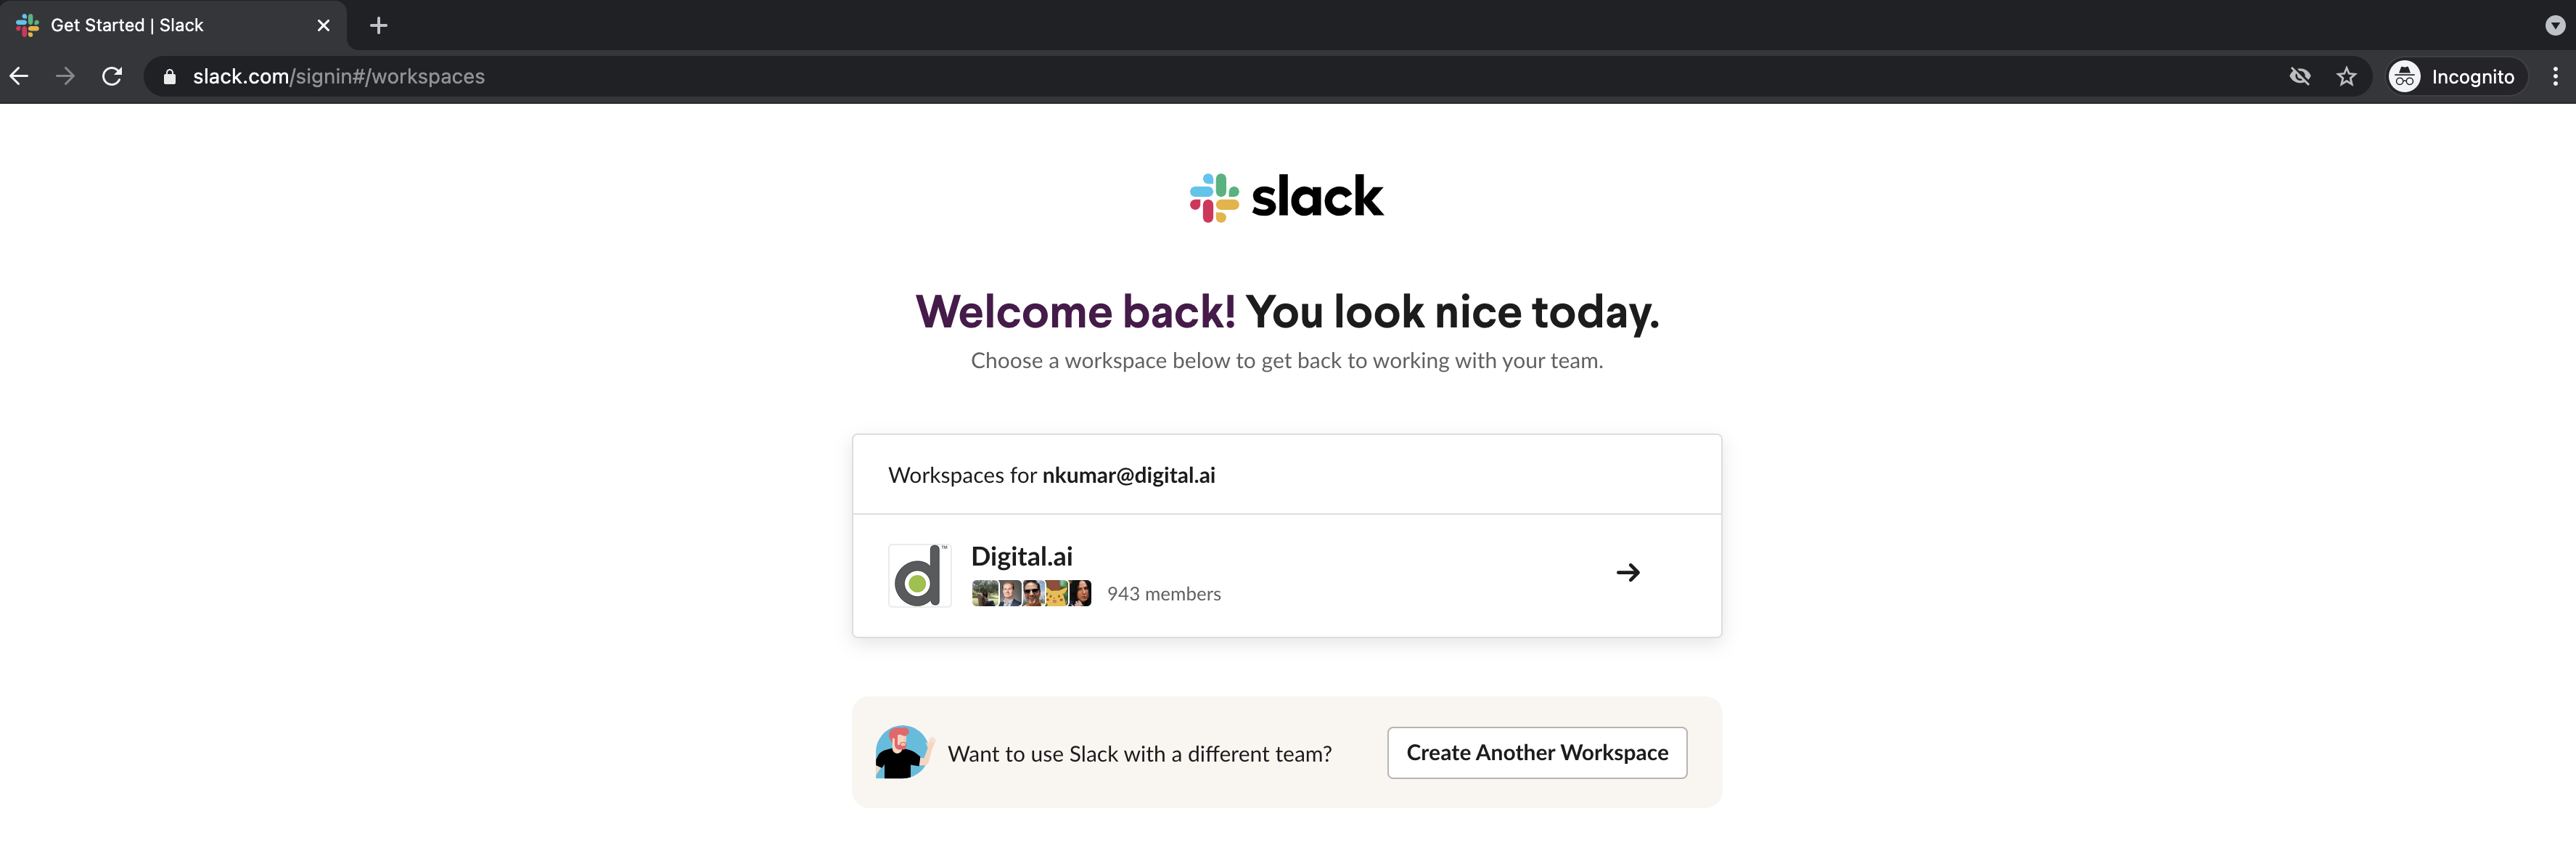 Get Started | Slack
slack.com/signin#/workspaces
Incognito
slack
Welcome back! You look nice today.
Choose a workspace below to get back to working with your team.
Workspaces for nkumar@digital.ai
d™
Digital.ai
943 members
Want to use Slack with a different team?
Create Another Workspace